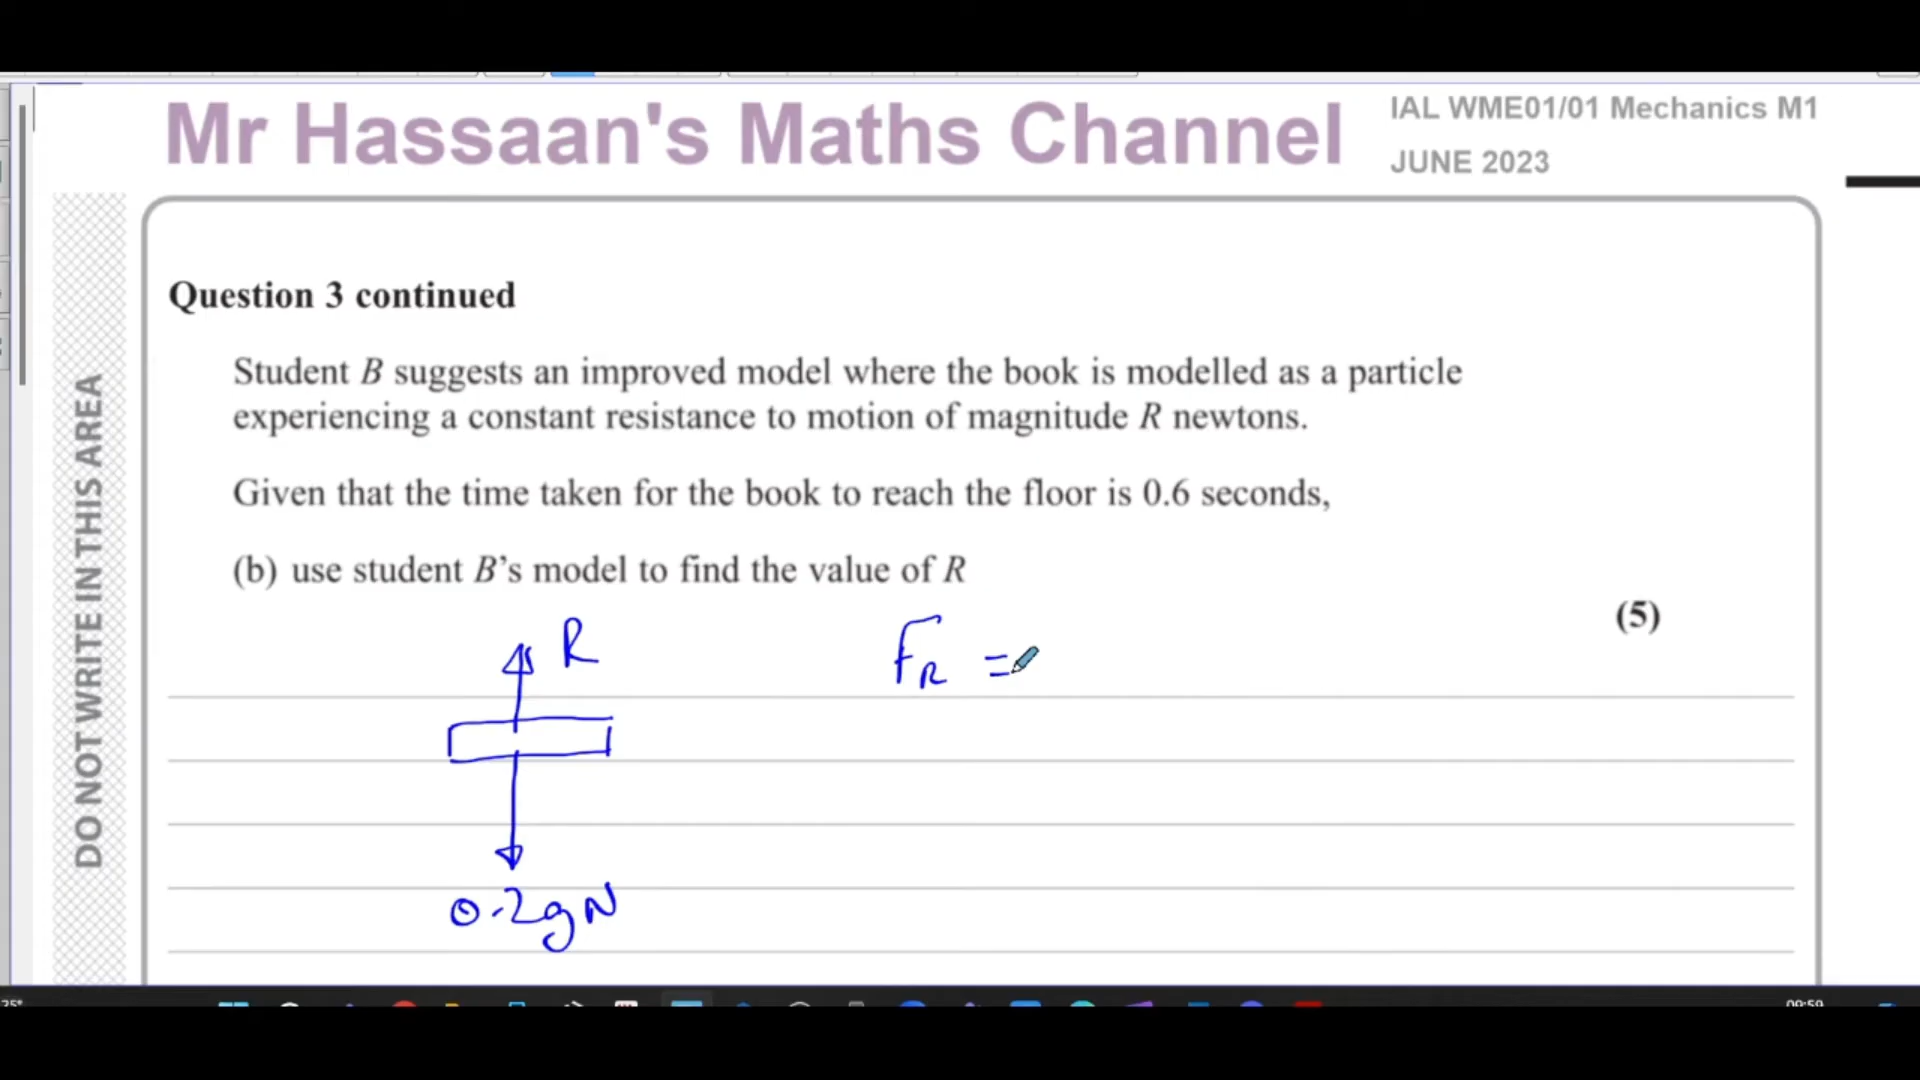 Mr Hassaan's Maths Channel
IAL WME01/01 Mechanics M1
JUNE 2023
DO NOT WRITE IN THIS AREA
Question 3 continued
Student B suggests an improved model where the book is modelled as a particle
experiencing a constant resistance to motion of magnitude R newtons.
Given that the time taken for the book to reach the floor is 0.6 seconds,
(b) use student B's model to find the value of R
(5)
R
F_R =
0.2gN
09:59